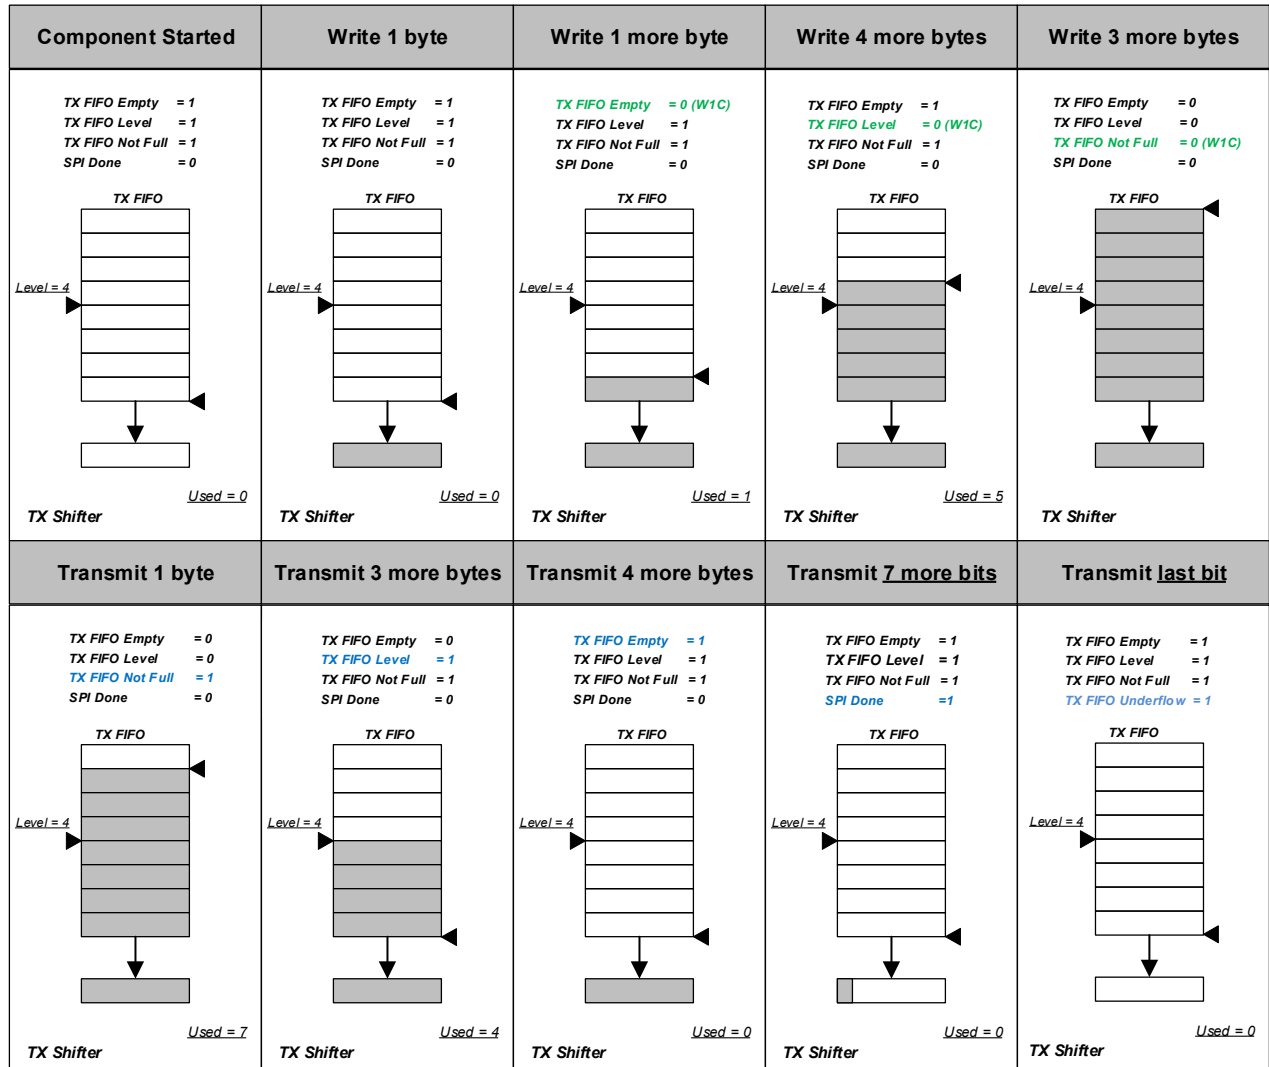 Component Started
TX FIFO Empty = 1
TX FIFO Level = 1
TX FIFO Not Full = 1
SPI Done = 0
TX FIFO
Level = 4
Used = 0
TX Shifter
Write 1 byte
TX FIFO Empty = 1
TX FIFO Level = 1
TX FIFO Not Full = 1
SPI Done = 0
TX FIFO
Level = 4
Used = 0
Write 1 more byte
TX FIFO Empty = 0 (W1C)
TX FIFO Level = 1
TX FIFO Not Full = 1
SPI Done = 0
TX FIFO
Level = 4
Used = 1
TX Shifter
Write 4 more bytes
TX FIFO Empty = 1
TX FIFO Level = 0 (W1C)
TX FIFO Not Full = 1
SPI Done = 0
TX FIFO
Level = 4
Used = 5
TX Shifter
Write 3 more bytes
TX FIFO Empty = 0
TX FIFO Level = 0
TX FIFO Not Full = 0 (W1C)
SPI Done = 0
TX FIFO
Level = 4
TX Shifter
Transmit 1 byte
TX FIFO Empty = 0
TX FIFO Level = 0
TX FIFO Not Full = 1
SPI Done = 0
TX FIFO
Level = 4
Used = 7
TX Shifter
Transmit 3 more bytes
TX FIFO Empty = 0
TX FIFO Level = 1
TX FIFO Not Full = 1
SPI Done = 0
TX FIFO
Level = 4
Used = 4
TX Shifter
Transmit 4 more bytes
TX FIFO Empty = 1
TX FIFO Level = 1
TX FIFO Not Full = 1
SPI Done = 0
TX FIFO
Level = 4
Used = 0
TX Shifter
Transmit 7 more bits
TX FIFO Empty = 1
TX FIFO Level = 1
TX FIFO Not Full = 1
SPI Done =1
TX FIFO
Level = 4
Used = 0
TX Shifter
Transmit last bit
TX FIFO Empty = 1
TX FIFO Level = 1
TX FIFO Not Full = 1
TX FIFO Underflow = 1
TX FIFO
Level = 4
Used = 0
TX Shifter